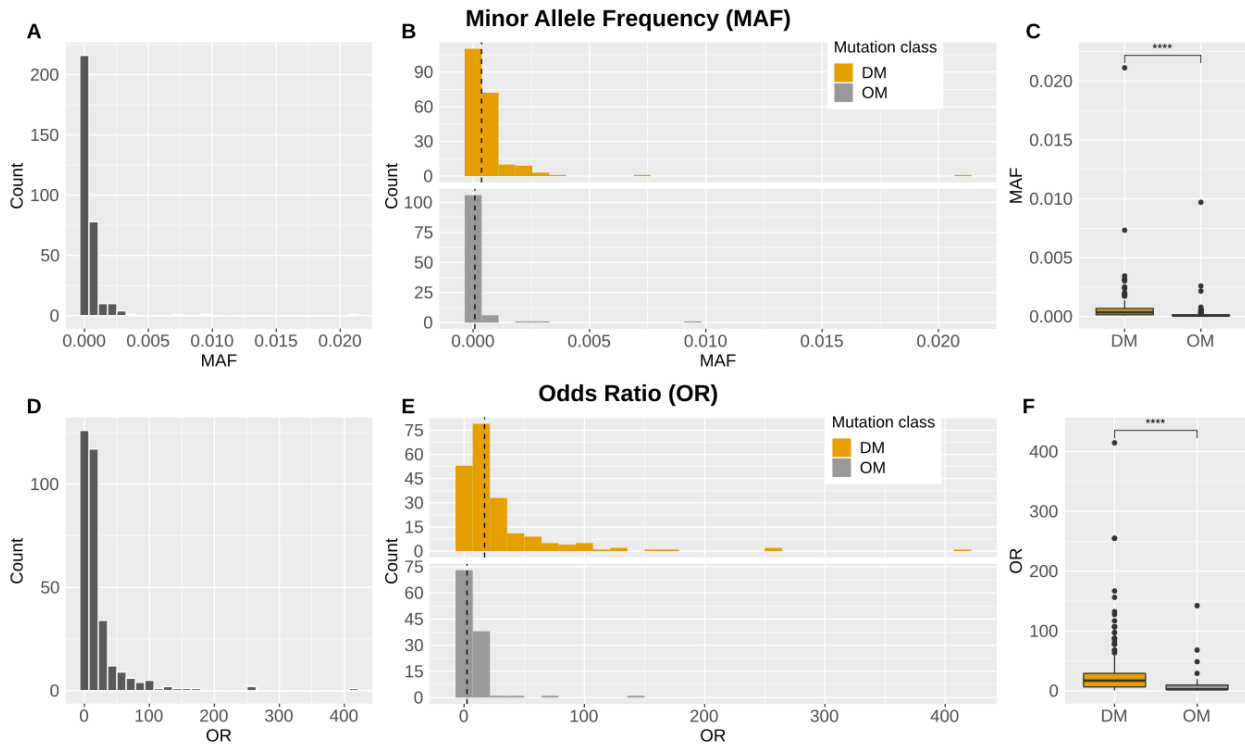 Minor Allele Frequency (MAF)
A
Count
200
150
100
50
0
0.000 0.005 0.010 0.015 0.020
MAF
B
Mutation class
DM
OM
Count
90
60
30
0
100
75
50
25
0
0.000 0.005 0.010 0.015 0.020
MAF
C
****
MAF
0.020
0.015
0.010
0.005
0.000
DM OM
Odds Ratio (OR)
D
Count
100
50
0
0 100 200 300 400
OR
E
Mutation class
DM
OM
Count
75
60
45
30
15
0
75
60
45
30
15
0
0 100 200 300 400
OR
F
****
OR
400
300
200
100
0
DM OM